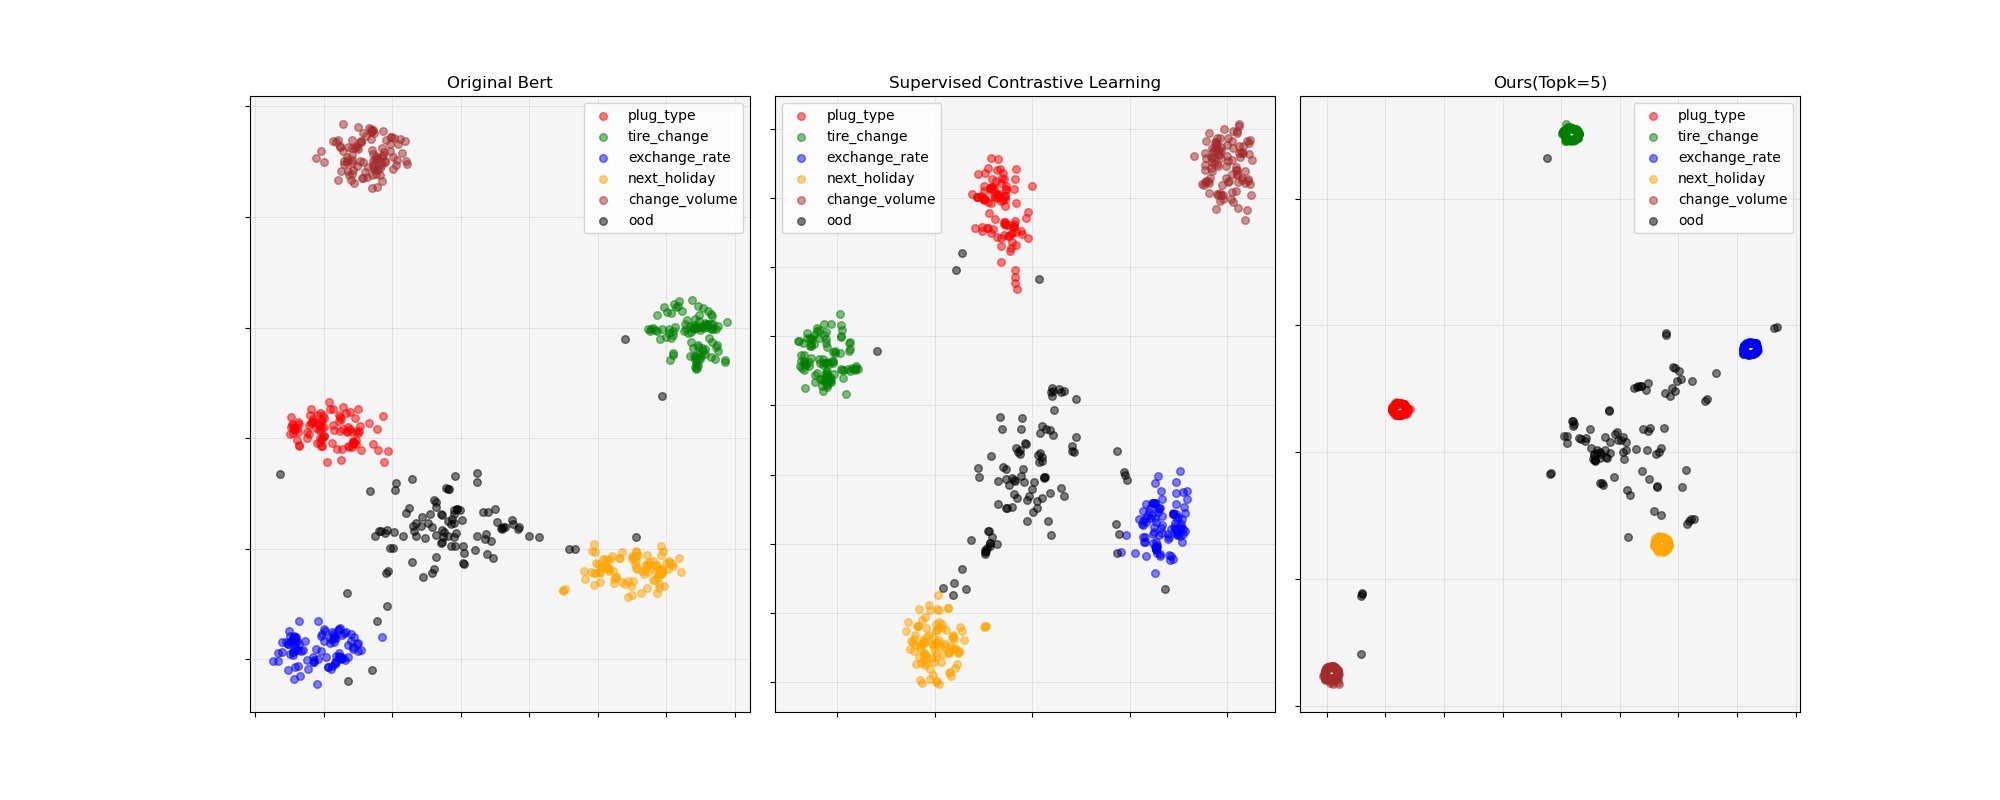 Original Bert
plug_type
tire_change
exchange_rate
next_holiday
change_volume
ood
Supervised Contrastive Learning
plug_type
tire_change
exchange_rate
next_holiday
change_volume
ood
Ours(Topk=5)
plug_type
tire_change
exchange_rate
next_holiday
change_volume
ood